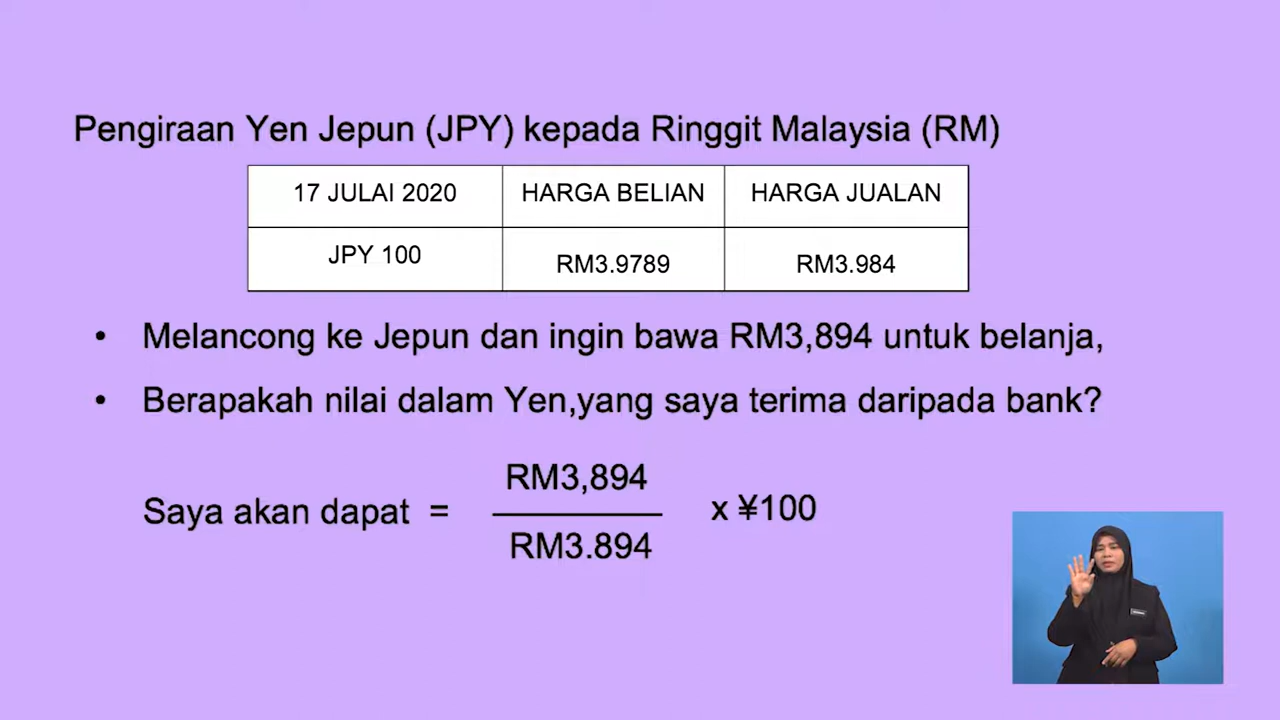 Pengiraan Yen Jepun (JPY) kepada Ringgit Malaysia (RM)
17 JULAI 2020 HARGA BELIAN HARGA JUALAN
JPY 100 RM3.9789 RM3.984
• Melancong ke Jepun dan ingin bawa RM3,894 untuk belanja,
• Berapakah nilai dalam Yen,yang saya terima daripada bank?
RM3,894
Saya akan dapat = x ¥100
RM3.894